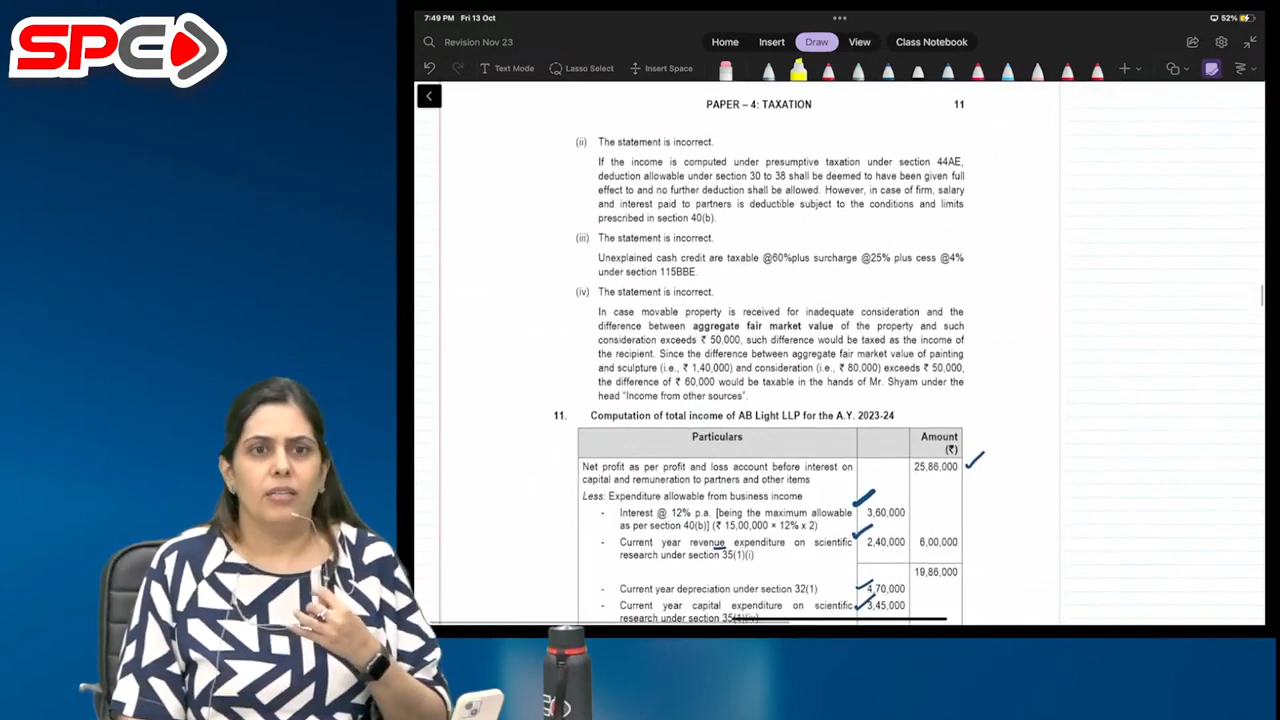 SPC
7:49 PM Fri 13 Oct
52%
Revision Nov 23
Home Insert Draw View Class Notebook
Text Mode Lasso Select Insert Space
PAPER – 4: TAXATION 11
(ii) The statement is incorrect.
If the income is computed under presumptive taxation under section 44AE,
deduction allowable under section 30 to 38 shall be deemed to have been given full
effect to and no further deduction shall be allowed. However, in case of firm, salary
and interest paid to partners is deductible subject to the conditions and limits
prescribed in section 40(b).
(iii) The statement is incorrect.
Unexplained cash credit are taxable @60%plus surcharge @25% plus cess @4%
under section 115BBE.
(iv) The statement is incorrect.
In case movable property is received for inadequate consideration and the
difference between aggregate fair market value of the property and such
consideration exceeds ₹ 50,000, such difference would be taxed as the income of
the recipient. Since the difference between aggregate fair market value of painting
and sculpture (i.e., ₹ 1,40,000) and consideration (i.e., ₹ 80,000) exceeds ₹ 50,000,
the difference of ₹ 60,000 would be taxable in the hands of Mr. Shyam under the
head “Income from other sources”.
11. Computation of total income of AB Light LLP for the A.Y. 2023-24
Particulars Amount
(₹)
Net profit as per profit and loss account before interest on 25,86,000
capital and remuneration to partners and other items
Less: Expenditure allowable from business income
- Interest @ 12% p.a. [being the maximum allowable 3,60,000
as per section 40(b)] (₹ 15,00,000 × 12% x 2)
- Current year revenue expenditure on scientific 2,40,000 6,00,000
research under section 35(1)(i)
19,86,000
- Current year depreciation under section 32(1) 4,70,000
- Current year capital expenditure on scientific 3,45,000
research under section 35(1)(iv)